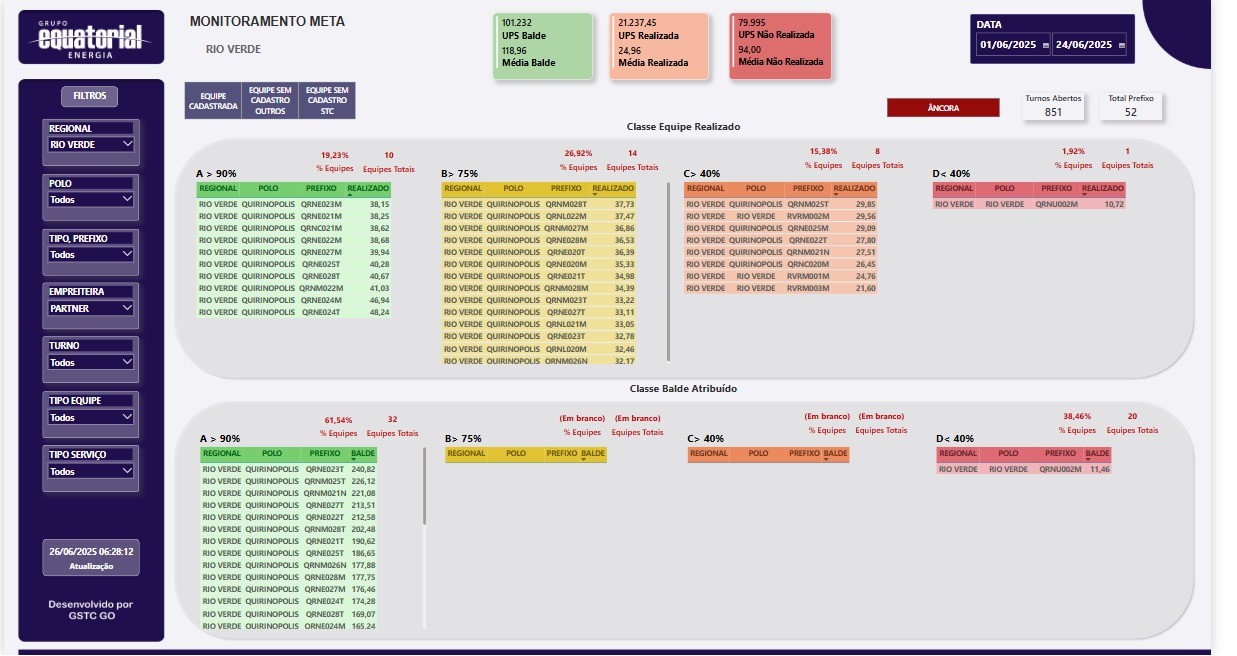 GRUPO
equatorial
ENERGIA
MONITORAMENTO META
RIO VERDE
101.232
UPS Balde
118,96
Média Balde
21.237,45
UPS Realizada
24,96
Média Realizada
79.995
UPS Não Realizada
94,00
Média Não Realizada
DATA
01/06/2025 24/06/2025
FILTROS
REGIONAL
RIO VERDE
POLO
Todos
TIPO_PREFIXO
Todos
EMPREITEIRA
PARTNER
TURNO
Todos
TIPO EQUIPE
Todos
TIPO SERVIÇO
Todos
26/06/2025 06:28:12
Atualização
Desenvolvido por
GSTC GO
EQUIPE
CADASTRADA
EQUIPE SEM
CADASTRO
OUTROS
EQUIPE SEM
CADASTRO
STC
ÂNCORA
Turnos Abertos
851
Total Prefixo
52
Classe Equipe Realizado
19,23% 10
% Equipes Equipes Totais
A > 90%
REGIONAL POLO PREFIXO REALIZADO
RIO VERDE QUIRINOPOLIS QRNE023M 38,15
RIO VERDE QUIRINOPOLIS QRNE021M 38,25
RIO VERDE QUIRINOPOLIS QRNC021M 38,62
RIO VERDE QUIRINOPOLIS QRNE022M 38,68
RIO VERDE QUIRINOPOLIS QRNE027M 39,94
RIO VERDE QUIRINOPOLIS QRNE025T 40,28
RIO VERDE QUIRINOPOLIS QRNE028T 40,67
RIO VERDE QUIRINOPOLIS QRNM022M 41,03
RIO VERDE QUIRINOPOLIS QRNE024M 46,94
RIO VERDE QUIRINOPOLIS QRNE024T 48,24
26,92% 14
% Equipes Equipes Totais
B> 75%
REGIONAL POLO PREFIXO REALIZADO
RIO VERDE QUIRINOPOLIS QRNM028T 37,73
RIO VERDE QUIRINOPOLIS QRNL022M 37,47
RIO VERDE QUIRINOPOLIS QRNM027M 36,86
RIO VERDE QUIRINOPOLIS QRNE028M 36,53
RIO VERDE QUIRINOPOLIS QRNE020T 36,39
RIO VERDE QUIRINOPOLIS QRNE020M 35,33
RIO VERDE QUIRINOPOLIS QRNE021T 34,98
RIO VERDE QUIRINOPOLIS QRNM028M 34,39
RIO VERDE QUIRINOPOLIS QRNM023T 33,22
RIO VERDE QUIRINOPOLIS QRNE027T 33,11
RIO VERDE QUIRINOPOLIS QRNL021M 33,05
RIO VERDE QUIRINOPOLIS QRNE023T 32,78
RIO VERDE QUIRINOPOLIS QRNL020M 32,46
RIO VERDE QUIRINOPOLIS QRNM026N 32,17
15,38% 8
% Equipes Equipes Totais
C> 40%
REGIONAL POLO PREFIXO REALIZADO
RIO VERDE QUIRINOPOLIS QRNM025T 29,85
RIO VERDE RIO VERDE RVRM002M 29,56
RIO VERDE QUIRINOPOLIS QRNE025M 29,09
RIO VERDE QUIRINOPOLIS QRNE022T 27,80
RIO VERDE QUIRINOPOLIS QRNM021N 27,51
RIO VERDE QUIRINOPOLIS QRNC020M 26,45
RIO VERDE RIO VERDE RVRM001M 24,76
RIO VERDE RIO VERDE RVRM003M 21,60
1,92% 1
% Equipes Equipes Totais
D< 40%
REGIONAL POLO PREFIXO REALIZADO
RIO VERDE RIO VERDE QRNU002M 10,72
Classe Balde Atribuído
61,54% 32
% Equipes Equipes Totais
A > 90%
REGIONAL POLO PREFIXO BALDE
RIO VERDE QUIRINOPOLIS QRNE023T 240,82
RIO VERDE QUIRINOPOLIS QRNM025T 226,12
RIO VERDE QUIRINOPOLIS QRNM021N 221,08
RIO VERDE QUIRINOPOLIS QRNE027T 213,51
RIO VERDE QUIRINOPOLIS QRNE022T 212,58
RIO VERDE QUIRINOPOLIS QRNM028T 202,48
RIO VERDE QUIRINOPOLIS QRNE021T 190,62
RIO VERDE QUIRINOPOLIS QRNE025T 186,65
RIO VERDE QUIRINOPOLIS QRNM026N 177,88
RIO VERDE QUIRINOPOLIS QRNE028M 177,75
RIO VERDE QUIRINOPOLIS QRNE027M 176,46
RIO VERDE QUIRINOPOLIS QRNE024T 174,28
RIO VERDE QUIRINOPOLIS QRNE028T 169,07
RIO VERDE QUIRINOPOLIS QRNE024M 165,24
(Em branco) (Em branco)
% Equipes Equipes Totais
B> 75%
REGIONAL POLO PREFIXO BALDE
(Em branco) (Em branco)
% Equipes Equipes Totais
C> 40%
REGIONAL POLO PREFIXO BALDE
38,46% 20
% Equipes Equipes Totais
D< 40%
REGIONAL POLO PREFIXO BALDE
RIO VERDE RIO VERDE QRNU002M 11,46